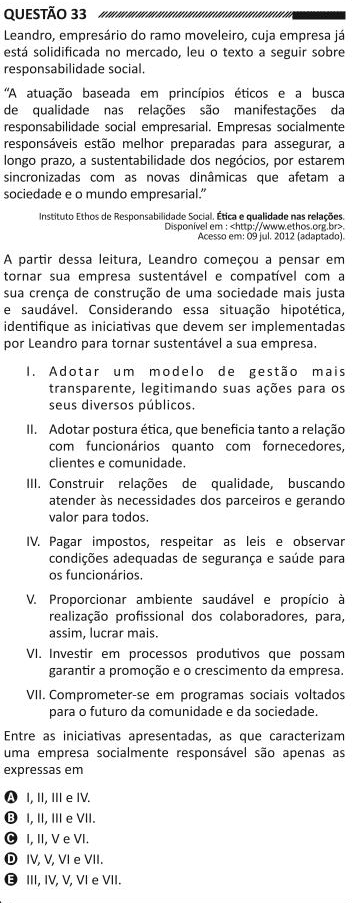 QUESTÃO 33
Leandro, empresário do ramo moveleiro, cuja empresa já
está solidificada no mercado, leu o texto a seguir sobre
responsabilidade social.
“A atuação baseada em princípios éticos e a busca
de qualidade nas relações são manifestações da
responsabilidade social empresarial. Empresas socialmente
responsáveis estão melhor preparadas para assegurar, a
longo prazo, a sustentabilidade dos negócios, por estarem
sincronizadas com as novas dinâmicas que afetam a
sociedade e o mundo empresarial.”
Instituto Ethos de Responsabilidade Social. Ética e qualidade nas relações.
Disponível em : <http://www.ethos.org.br>.
Acesso em: 09 jul. 2012 (adaptado).
A partir dessa leitura, Leandro começou a pensar em
tornar sua empresa sustentável e compatível com a
sua crença de construção de uma sociedade mais justa
e saudável. Considerando essa situação hipotética,
identifique as iniciativas que devem ser implementadas
por Leandro para tornar sustentável a sua empresa.
I. Adotar um modelo de gestão mais
transparente, legitimando suas ações para os
seus diversos públicos.
II. Adotar postura ética, que beneficia tanto a relação
com funcionários quanto com fornecedores,
clientes e comunidade.
III. Construir relações de qualidade, buscando
atender às necessidades dos parceiros e gerando
valor para todos.
IV. Pagar impostos, respeitar as leis e observar
condições adequadas de segurança e saúde para
os funcionários.
V. Proporcionar ambiente saudável e propício à
realização profissional dos colaboradores, para,
assim, lucrar mais.
VI. Investir em processos produtivos que possam
garantir a promoção e o crescimento da empresa.
VII. Comprometer-se em programas sociais voltados
para o futuro da comunidade e da sociedade.
Entre as iniciativas apresentadas, as que caracterizam
uma empresa socialmente responsável são apenas as
expressas em
A I, II, III e IV.
B I, II, III e VII.
C I, II, V e VI.
D IV, V, VI e VII.
E III, IV, V, VI e VII.